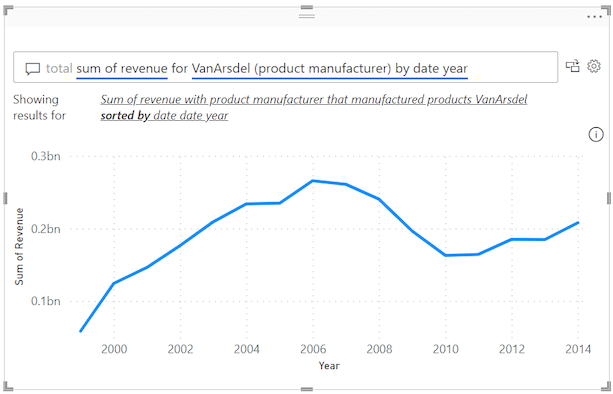 total sum of revenue for VanArsdel (product manufacturer) by date year
Showing results for
Sum of revenue with product manufacturer that manufactured products VanArsdel
sorted by date date year
0.3bn
0.2bn
0.1bn
Sum of Revenue
2000 2002 2004 2006 2008 2010 2012 2014
Year